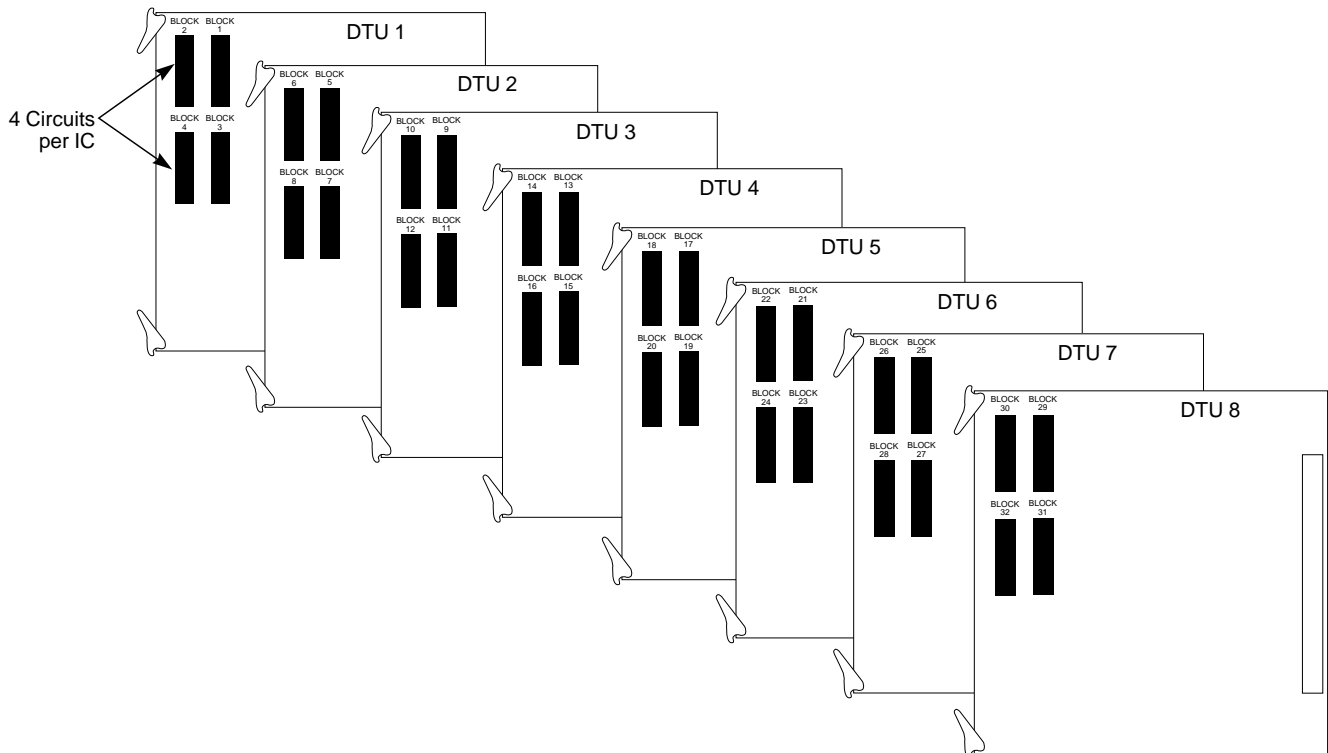 BLOCK 2 BLOCK 1 DTU 1
4 Circuits per IC
BLOCK 4 BLOCK 3
BLOCK 6 BLOCK 5 DTU 2
BLOCK 8 BLOCK 7
BLOCK 10 BLOCK 9 DTU 3
BLOCK 12 BLOCK 11
BLOCK 14 BLOCK 13 DTU 4
BLOCK 16 BLOCK 15
BLOCK 18 BLOCK 17 DTU 5
BLOCK 20 BLOCK 19
BLOCK 22 BLOCK 21 DTU 6
BLOCK 24 BLOCK 23
BLOCK 26 BLOCK 25 DTU 7
BLOCK 28 BLOCK 27
BLOCK 30 BLOCK 29 DTU 8
BLOCK 32 BLOCK 31